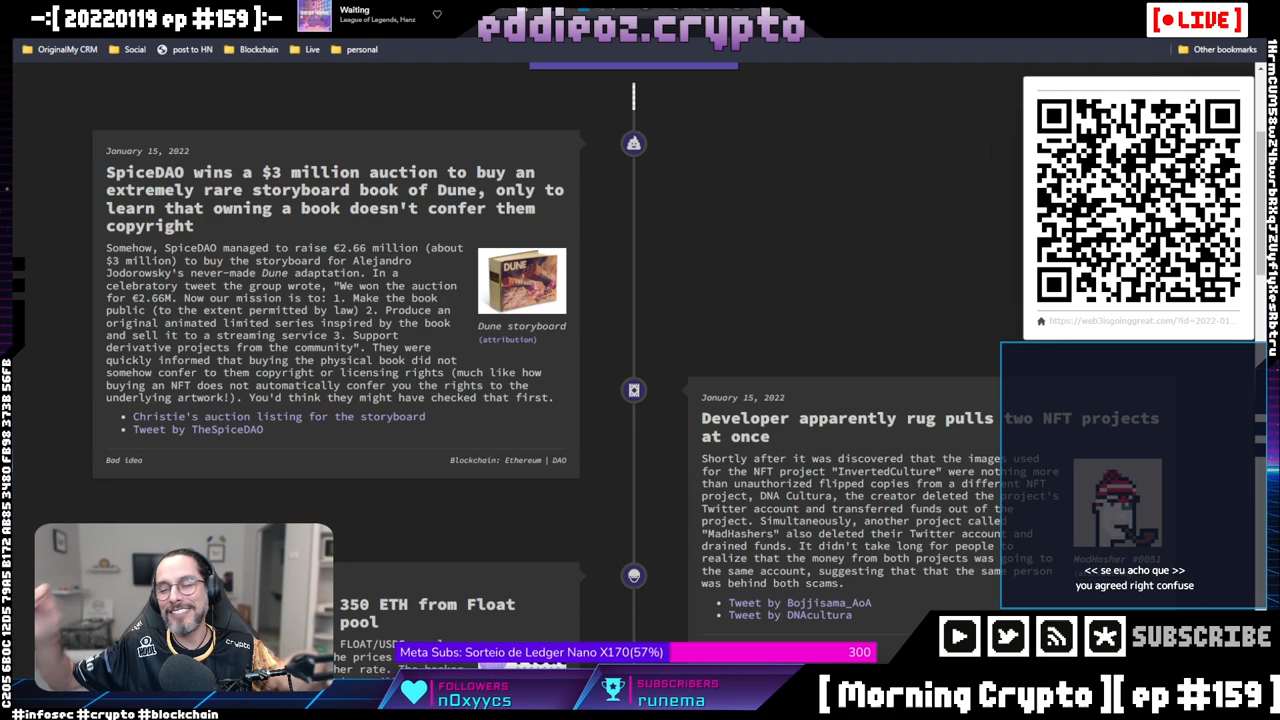 -:[ 20220119 ep #159 ]:-
Waiting
League of Legends, Hanz
eddieoz.crypto
[•LIVE]
OriginalMy CRM
Social
post to HN
Blockchain
Live
personal
Other bookmarks
January 15, 2022
SpiceDAO wins a $3 million auction to buy an
extremely rare storyboard book of Dune, only to
learn that owning a book doesn't confer them
copyright
Somehow, SpiceDAO managed to raise €2.66 million (about
$3 million) to buy the storyboard for Alejandro
Jodorowsky's never-made Dune adaptation. In a
celebratory tweet the group wrote, "We won the auction
for €2.66M. Now our mission is to: 1. Make the book
public (to the extent permitted by law) 2. Produce an
original animated limited series inspired by the book
and sell it to a streaming service 3. Support
derivative projects from the community". They were
quickly informed that buying the physical book did not
somehow confer to them copyright or licensing rights (much like how
buying an NFT does not automatically confer you the rights to the
underlying artwork!). You'd think they might have checked that first.
DUNE
Dune storyboard
(attribution)
• Christie's auction listing for the storyboard
• Tweet by TheSpiceDAO
Bad idea
Blockchain: Ethereum | DAO
https://web3isgoinggreat.com/?id=2022-01...
January 15, 2022
Developer apparently rug pulls two NFT projects
at once
Shortly after it was discovered that the images used
for the NFT project "InvertedCulture" were nothing more
than unauthorized flipped copies from a different NFT
project, DNA Cultura, the creator deleted the project's
Twitter account and transferred funds out of the
project. Simultaneously, another project called
"MadHashers" also deleted their Twitter account and
drained funds. It didn't take long for people to
realize that the money from both projects was going to
the same account, suggesting that that the same person
was behind both scams.
MadHasher #0051
• Tweet by Bojjisama_AoA
• Tweet by DNAcultura
<< se eu acho que >>
you agreed right confuse
350 ETH from Float
pool
Meta Subs: Sorteio de Ledger Nano X170(57%)
300
FOLLOWERS
n0xyycs
SUBSCRIBERS
runema
SUBSCRIBE
[ Morning Crypto ][ ep #159 ]
#infosec #crypto #blockchain